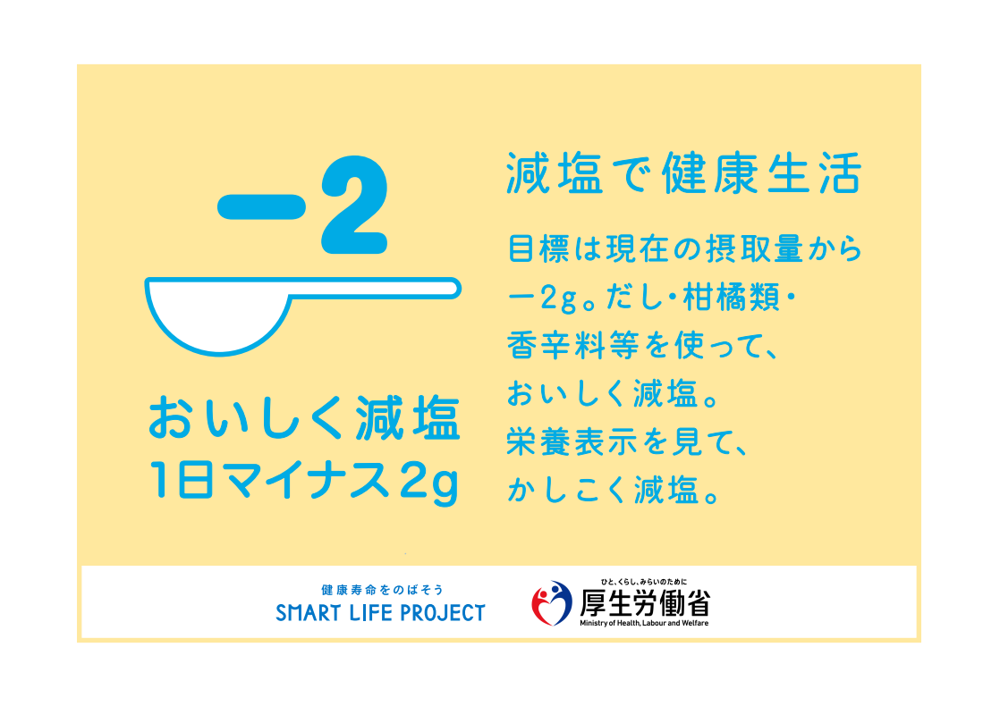 −2
おいしく減塩
1日マイナス2g
減塩で健康生活
目標は現在の摂取量から
−2g。だし・柑橘類・
香辛料等を使って、
おいしく減塩。
栄養表示を見て、
かしこく減塩。
健康寿命をのばそう
SMART LIFE PROJECT
ひと、くらし、みらいのために
厚生労働省
Ministry of Health, Labour and Welfare